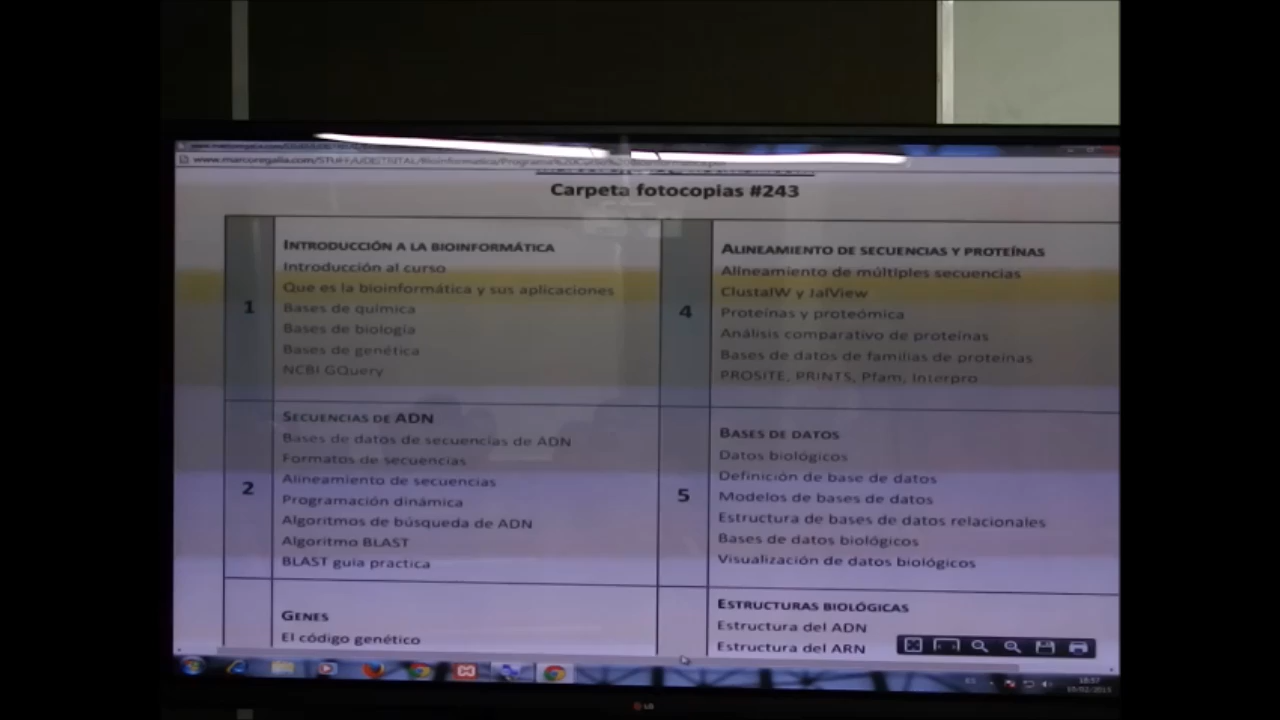 Carpeta fotocopias #243
1
INTRODUCCIÓN A LA BIOINFORMÁTICA
Introducción al curso
Que es la bioinformática y sus aplicaciones
Bases de química
Bases de biología
Bases de genética
NCBI GQuery
4
ALINEAMIENTO DE SECUENCIAS Y PROTEÍNAS
Alineamiento de múltiples secuencias
ClustalW y JalView
Proteínas y proteómica
Análisis comparativo de proteínas
Bases de datos de familias de proteínas
PROSITE, PRINTS, Pfam, Interpro
2
SECUENCIAS DE ADN
Bases de datos de secuencias de ADN
Formatos de secuencias
Alineamiento de secuencias
Programación dinámica
Algoritmos de búsqueda de ADN
Algoritmo BLAST
BLAST guía practica
5
BASES DE DATOS
Datos biológicos
Definición de base de datos
Modelos de bases de datos
Estructura de bases de datos relacionales
Bases de datos biológicos
Visualización de datos biológicos
GENES
El código genético
ESTRUCTURAS BIOLÓGICAS
Estructura del ADN
Estructura del ARN
ES
10/02/2015
LG